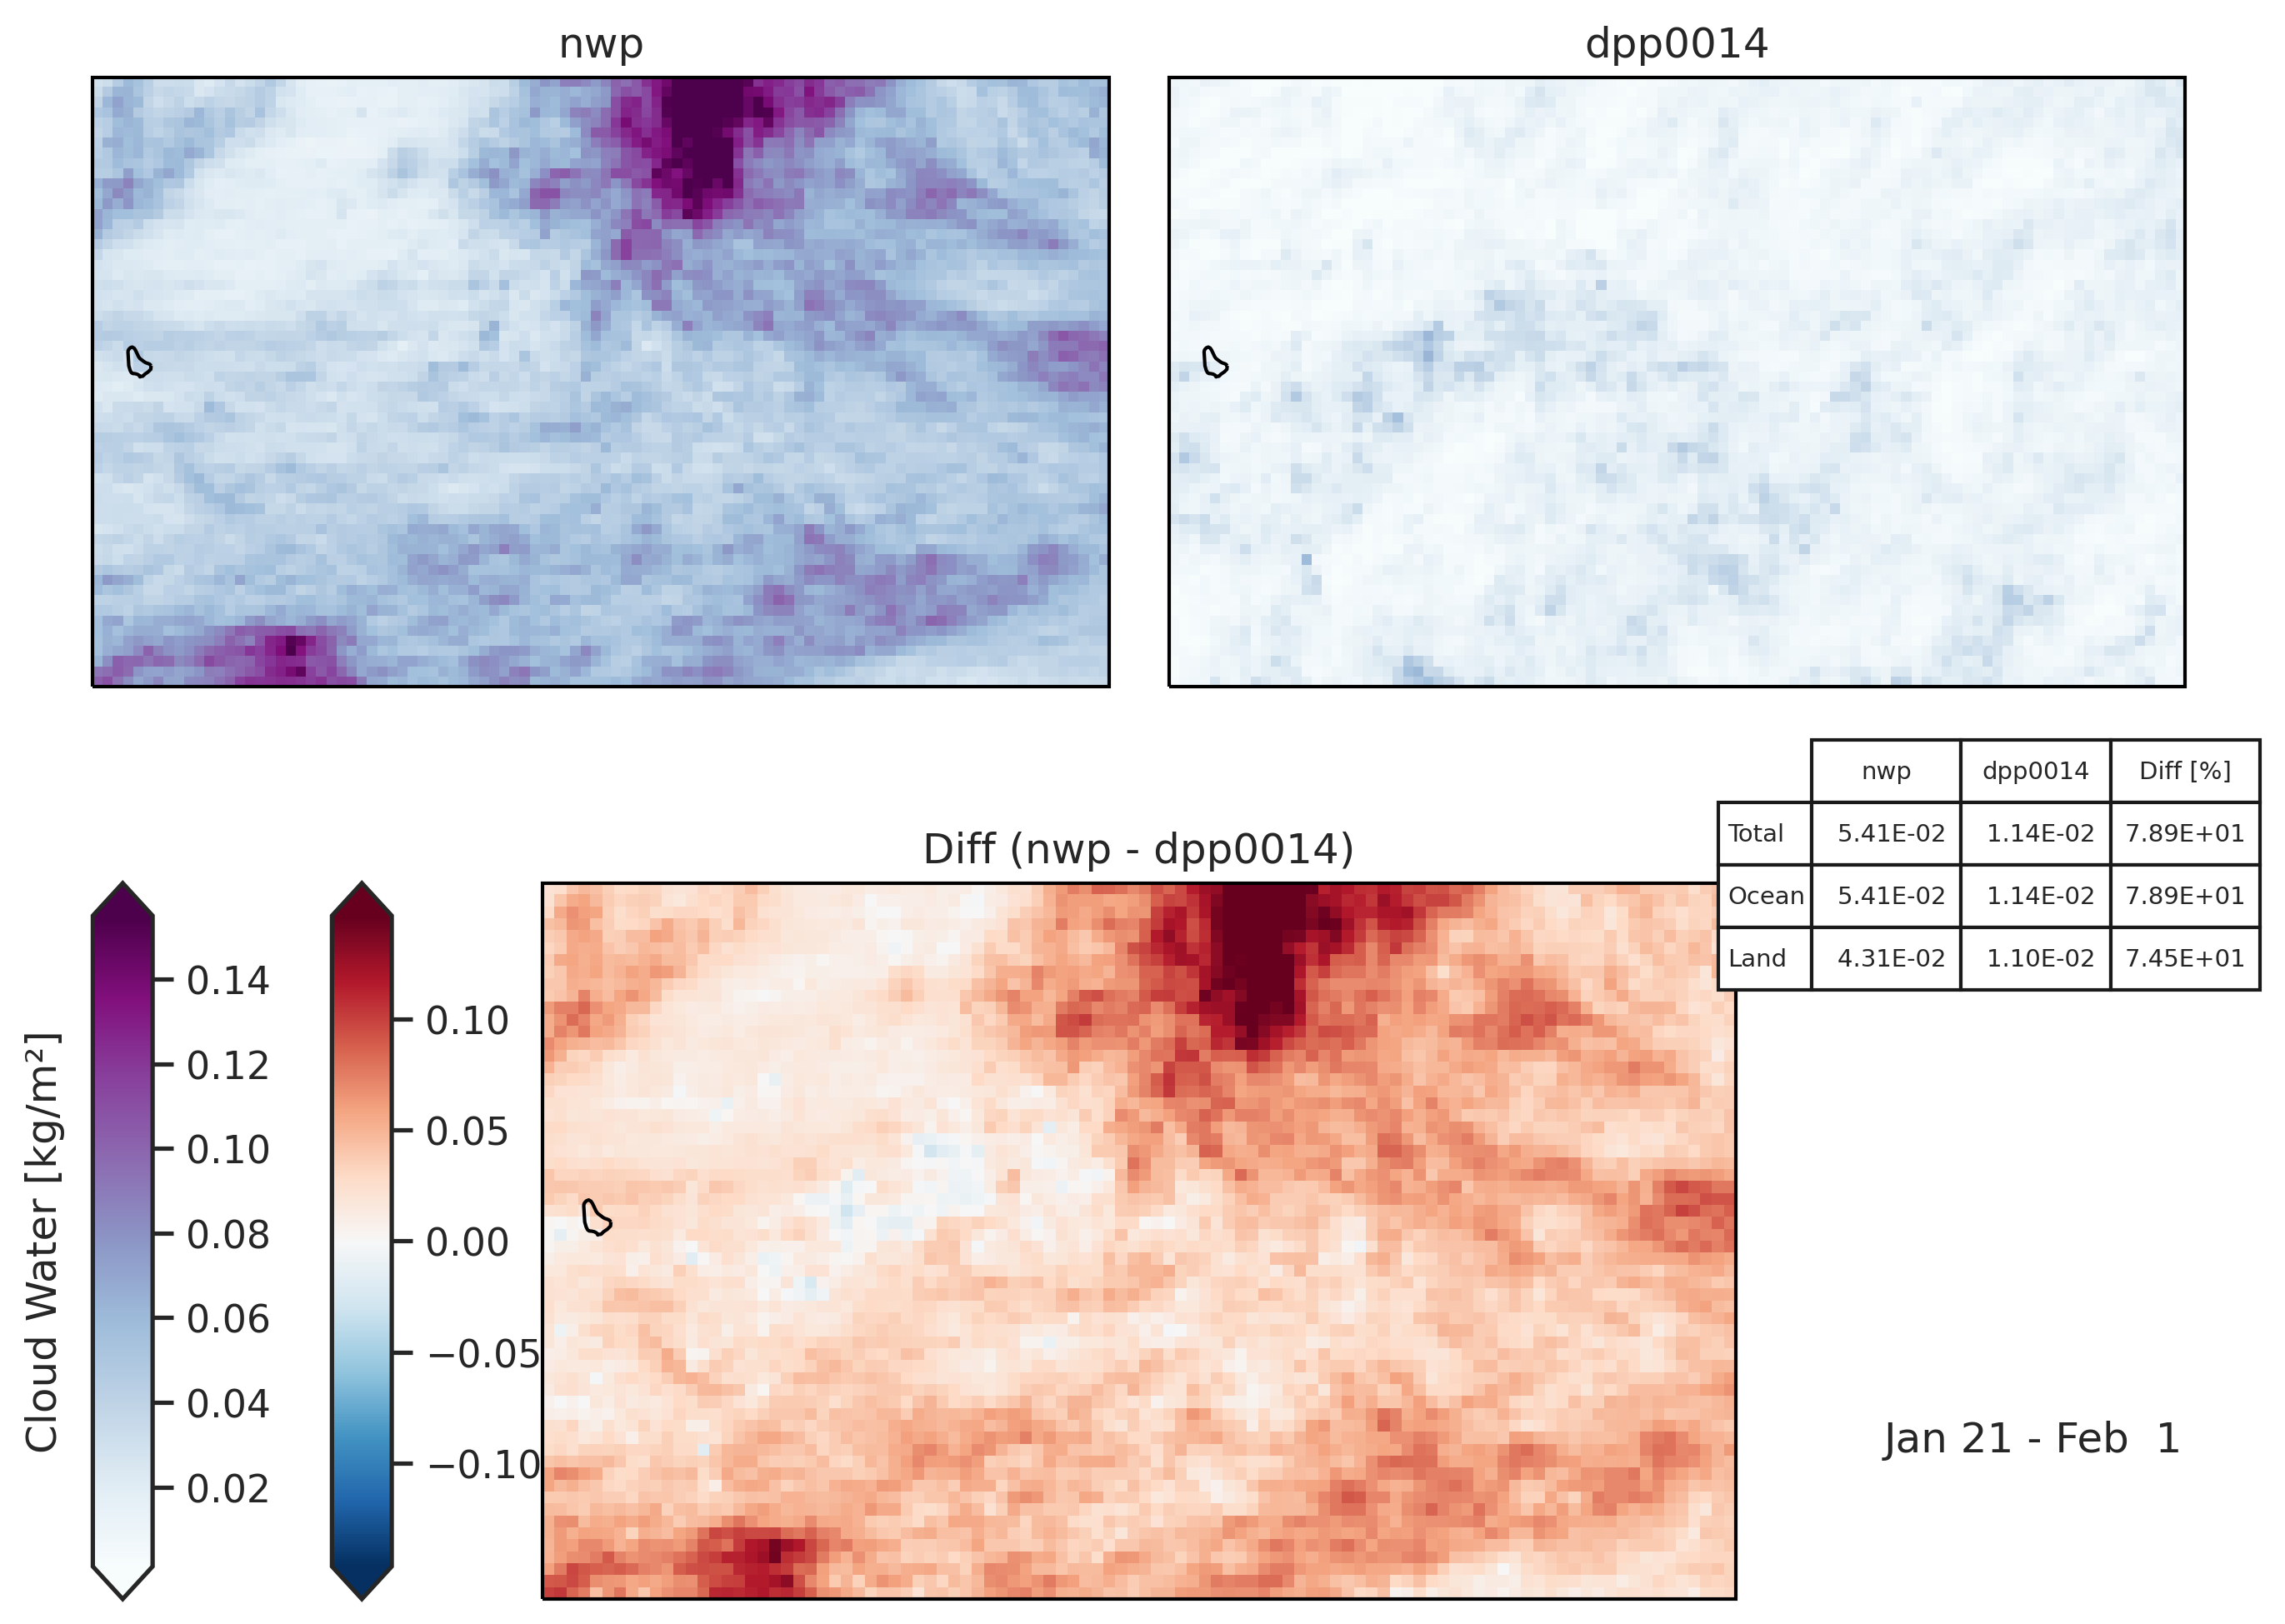 nwp
dpp0014
nwp dpp0014 Diff [%]
Total 5.41E-02 1.14E-02 7.89E+01
Ocean 5.41E-02 1.14E-02 7.89E+01
Land 4.31E-02 1.10E-02 7.45E+01
Diff (nwp - dpp0014)
Cloud Water [kg/m²]
0.14
0.12
0.10
0.08
0.06
0.04
0.02
0.10
0.05
0.00
−0.05
−0.10
Jan 21 - Feb  1